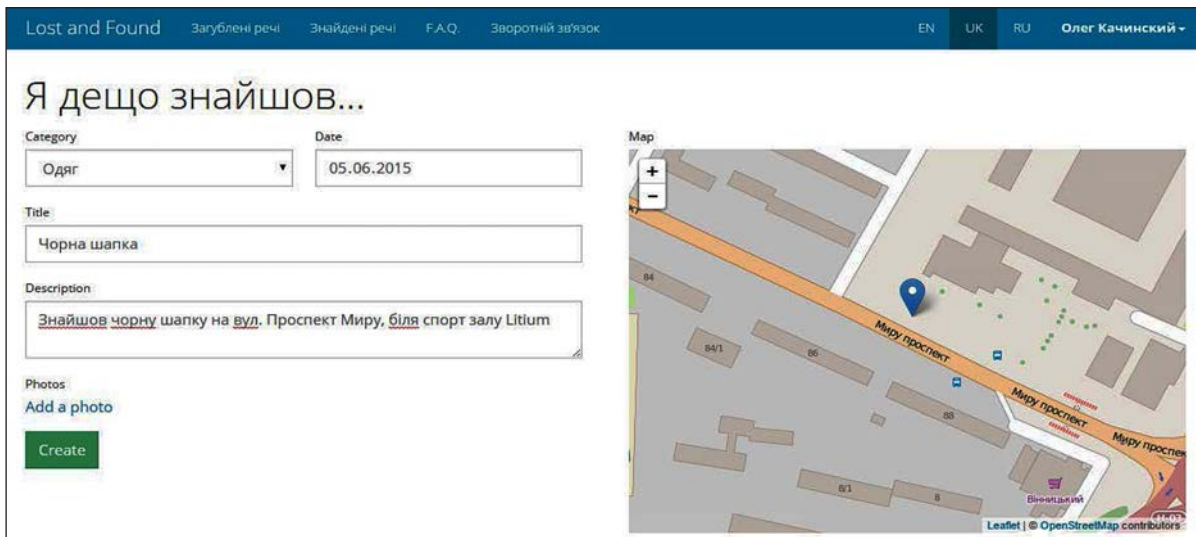 Lost and Found Загублені речі Знайдені речі F.A.Q. Зворотній зв'язок EN UK RU Олег Качинский
Я дещо знайшов...
Category Date Map
Одяг 05.06.2015
+
−
Title
Чорна шапка
Description
Знайшов чорну шапку на вул. Проспект Миру, біля спорт залу Litium
Photos
Add a photo
Create
84
84/1
86
Миру проспект
88
Миру проспект
Миру проспек
8/1
8
Вінницький
H-03
Leaflet | © OpenStreetMap contributors